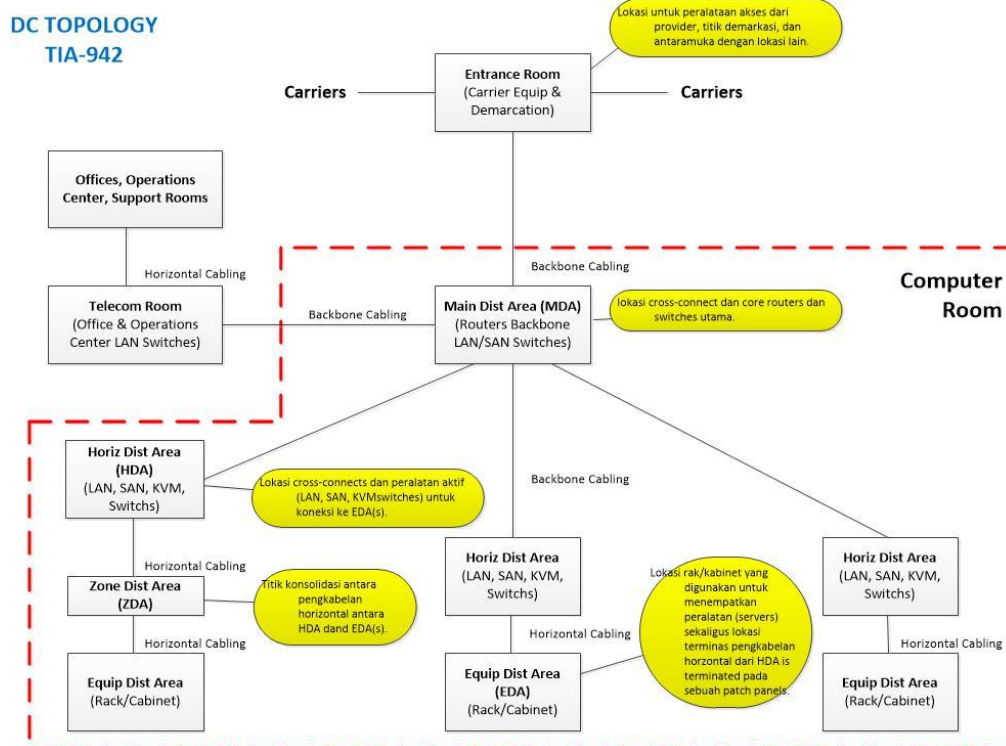 DC TOPOLOGY
TIA-942
Lokasi untuk peralataan akses dari
provider, titik demarkasi, dan
antaramuka dengan lokasi lain.
Entrance Room
(Carrier Equip &
Demarcation)
Carriers
Carriers
Offices, Operations
Center, Support Rooms
Horizontal Cabling
Backbone Cabling
Computer
Room
Telecom Room
(Office & Operations
Center LAN Switches)
Backbone Cabling
Main Dist Area (MDA)
(Routers Backbone
LAN/SAN Switches)
lokasi cross-connect dan core routers dan
switches utama.
Horiz Dist Area
(HDA)
(LAN, SAN, KVM,
Switchs)
Lokasi cross-connects dan peralatan aktif
(LAN, SAN, KVMswitches) untuk
koneksi ke EDA(s).
Backbone Cabling
Horizontal Cabling
Zone Dist Area
(ZDA)
Titik konsolidasi antara
pengkabelan
horizontal antara
HDA dand EDA(s).
Horizontal Cabling
Equip Dist Area
(Rack/Cabinet)
Horiz Dist Area
(LAN, SAN, KVM,
Switchs)
Horizontal Cabling
Equip Dist Area
(EDA)
(Rack/Cabinet)
Lokasi rak/kabinet yang
digunakan untuk
menempatkan
peralatan (servers)
sekaligus lokasi
terminas pengkabelan
horzontal dari HDA is
terminated pada
sebuah patch panels.
Horiz Dist Area
(LAN, SAN, KVM,
Switchs)
Horizontal Cabling
Equip Dist Area
(Rack/Cabinet)